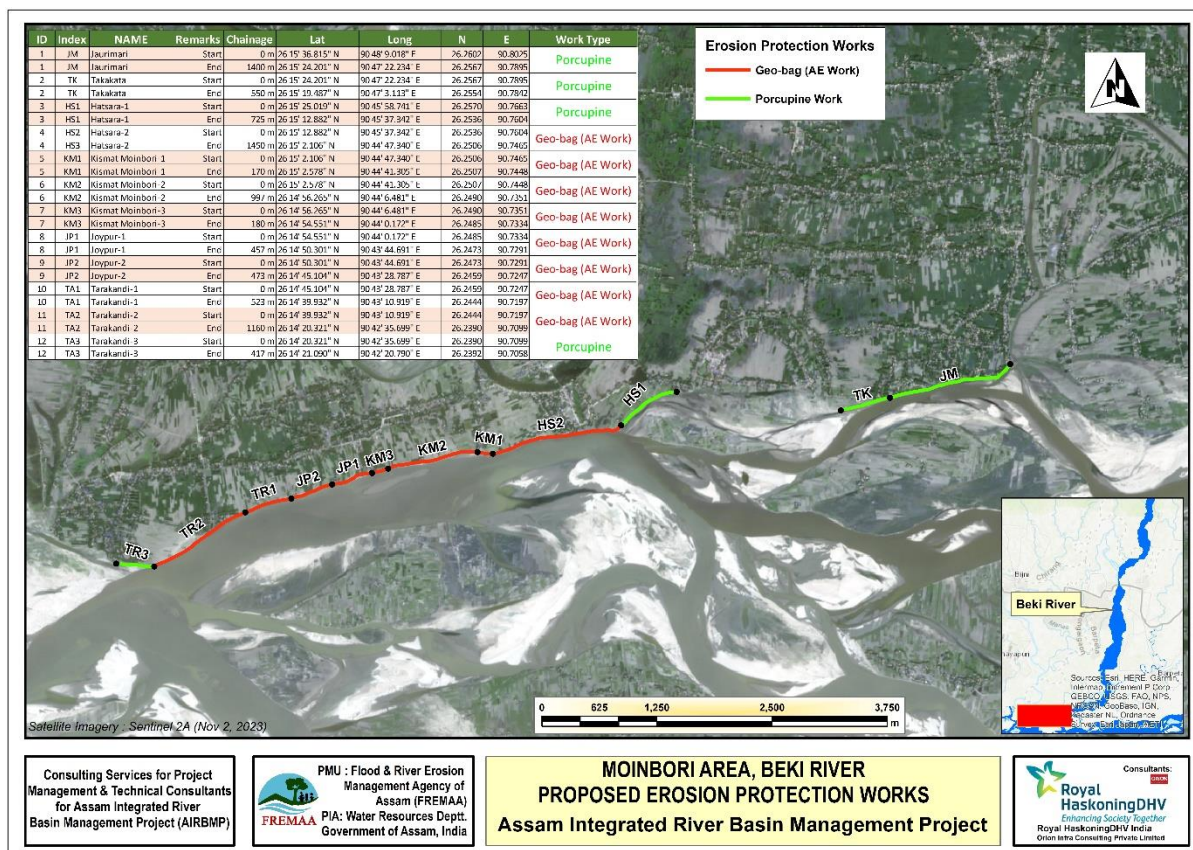 ID Index NAME Remarks Chainage Lat Long N E Work Type
1 JM Jaurimari Start 0 m 26 15' 36.815" N 90 48' 9.018" E 26.2602 90.8025
Porcupine
1 JM Jaurimari End 1400 m 26 15' 24.201" N 90 47' 22.234" E 26.2567 90.7895
2 TK Takakata Start 0 m 26 15' 24.201" N 90 47' 22.234" E 26.2567 90.7895
Porcupine
2 TK Takakata End 550 m 26 15' 19.487" N 90 47' 3.113" E 26.2554 90.7842
3 HS1 Hatsara-1 Start 0 m 26 15' 25.019" N 90 45' 58.741" E 26.2570 90.7663
Porcupine
3 HS1 Hatsara-1 End 725 m 26 15' 12.882" N 90 45' 37.342" E 26.2536 90.7604
4 HS2 Hatsara-2 Start 0 m 26 15' 12.882" N 90 45' 37.342" E 26.2536 90.7604
Geo-bag (AE Work)
4 HS3 Hatsara-2 End 1450 m 26 15' 2.106" N 90 44' 47.340" E 26.2506 90.7465
5 KM1 Kismat Moinbori-1 Start 0 m 26 15' 2.106" N 90 44' 47.340" E 26.2506 90.7465
Geo-bag (AE Work)
5 KM1 Kismat Moinbori-1 End 170 m 26 15' 2.578" N 90 44' 41.305" E 26.2507 90.7448
6 KM2 Kismat Moinbori-2 Start 0 m 26 15' 2.578" N 90 44' 41.305" E 26.2507 90.7448
Geo-bag (AE Work)
6 KM2 Kismat Moinbori-2 End 997 m 26 14' 56.265" N 90 44' 6.481" E 26.2490 90.7351
7 KM3 Kismat Moinbori-3 Start 0 m 26 14' 56.265" N 90 44' 6.481" E 26.2490 90.7351
Geo-bag (AE Work)
7 KM3 Kismat Moinbori-3 End 180 m 26 14' 54.551" N 90 44' 0.172" E 26.2485 90.7334
8 JP1 Joypur-1 Start 0 m 26 14' 54.551" N 90 44' 0.172" E 26.2485 90.7334
Geo-bag (AE Work)
8 JP1 Joypur-1 End 457 m 26 14' 50.301" N 90 43' 44.691" E 26.2473 90.7291
9 JP2 Joypur-2 Start 0 m 26 14' 50.301" N 90 43' 44.691" E 26.2473 90.7291
Geo-bag (AE Work)
9 JP2 Joypur-2 End 473 m 26 14' 45.104" N 90 43' 28.787" E 26.2459 90.7247
10 TA1 Tarakandi-1 Start 0 m 26 14' 45.104" N 90 43' 28.787" E 26.2459 90.7247
Geo-bag (AE Work)
10 TA1 Tarakandi-1 End 523 m 26 14' 39.932" N 90 43' 10.919" E 26.2444 90.7197
11 TA2 Tarakandi-2 Start 0 m 26 14' 39.932" N 90 43' 10.919" E 26.2444 90.7197
Geo-bag (AE Work)
11 TA2 Tarakandi-2 End 1160 m 26 14' 20.321" N 90 42' 35.699" E 26.2390 90.7099
12 TA3 Tarakandi-3 Start 0 m 26 14' 20.321" N 90 42' 35.699" E 26.2390 90.7099
Porcupine
12 TA3 Tarakandi-3 End 417 m 26 14' 21.090" N 90 42' 20.790" E 26.2392 90.7058
Erosion Protection Works
Geo-bag (AE Work)
Porcupine Work
N
JM
TK
HS1
HS2
KM1
KM2
KM3
JP1
JP2
TR1
TR2
TR3
Bijni
Chirang
Beki River
Manas
Barpeta
Sources: Esri, HERE, Garmin,
Intermap, increment P Corp.,
GEBCO, USGS, FAO, NPS,
GeoBase, IGN,
Kadaster NL, Ordnance
Survey, Esri Japan, METI
0 625 1,250 2,500 3,750
m
Satellite Imagery : Sentinel 2A (Nov 2, 2023)
Consulting Services for Project
Management & Technical Consultants
for Assam Integrated River
Basin Management Project (AIRBMP)
FREMAA
PMU : Flood & River Erosion
Management Agency of
Assam (FREMAA)
PIA: Water Resources Deptt.
Government of Assam, India
MOINBORI AREA, BEKI RIVER
PROPOSED EROSION PROTECTION WORKS
Assam Integrated River Basin Management Project
Consultants:
Royal
HaskoningDHV
Enhancing Society Together
Royal HaskoningDHV India
Orion Infra Consulting Private Limited